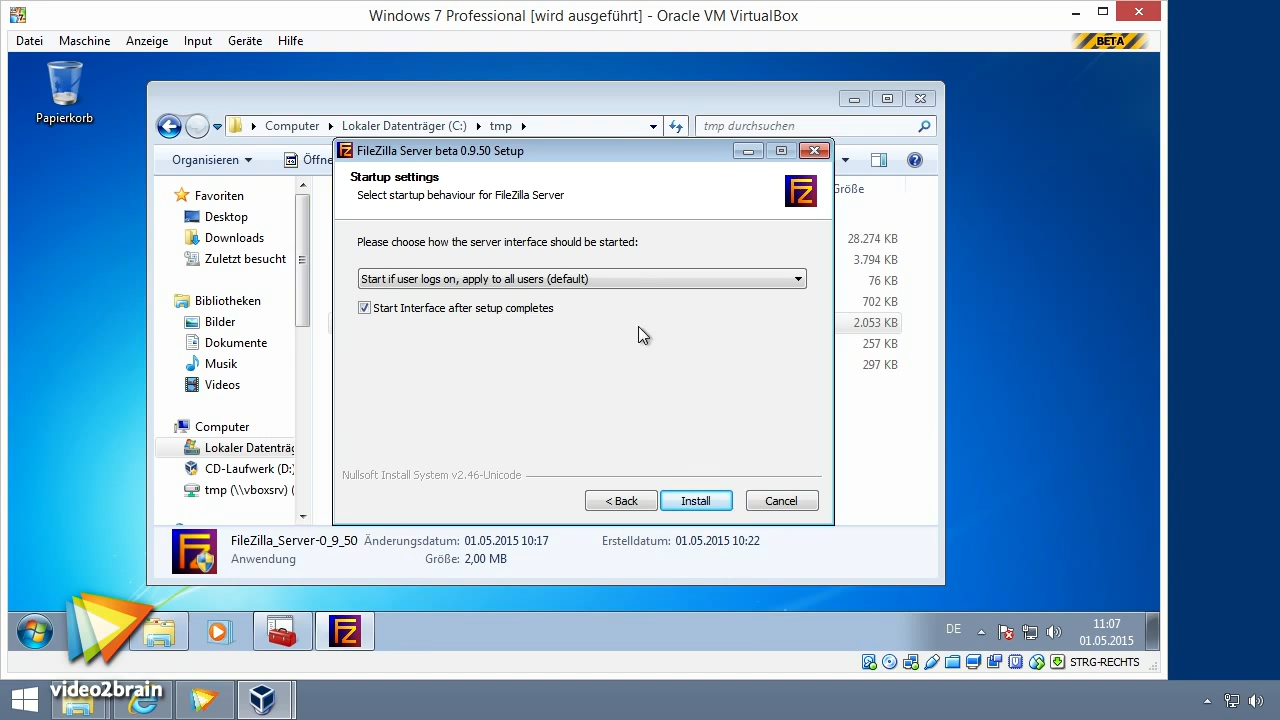 Windows 7 Professional [wird ausgeführt] - Oracle VM VirtualBox
Datei Maschine Anzeige Input Geräte Hilfe
BETA
Papierkorb
Computer Lokaler Datenträger (C:) tmp
tmp durchsuchen
Organisieren
Öffne
FileZilla Server beta 0.9.50 Setup
Startup settings
Select startup behaviour for FileZilla Server
Please choose how the server interface should be started:
Start if user logs on, apply to all users (default)
Start Interface after setup completes
Nullsoft Install System v2.46-Unicode
< Back
Install
Cancel
Favoriten
Desktop
Downloads
Zuletzt besucht
Bibliotheken
Bilder
Dokumente
Musik
Videos
Computer
Lokaler Datenträg
CD-Laufwerk (D:)
tmp (\\vboxsrv) (
Größe
28.274 KB
3.794 KB
76 KB
702 KB
2.053 KB
257 KB
297 KB
FileZilla_Server-0_9_50 Änderungsdatum: 01.05.2015 10:17 Erstelldatum: 01.05.2015 10:22
Anwendung Größe: 2,00 MB
DE
11:07
01.05.2015
STRG-RECHTS
video2brain